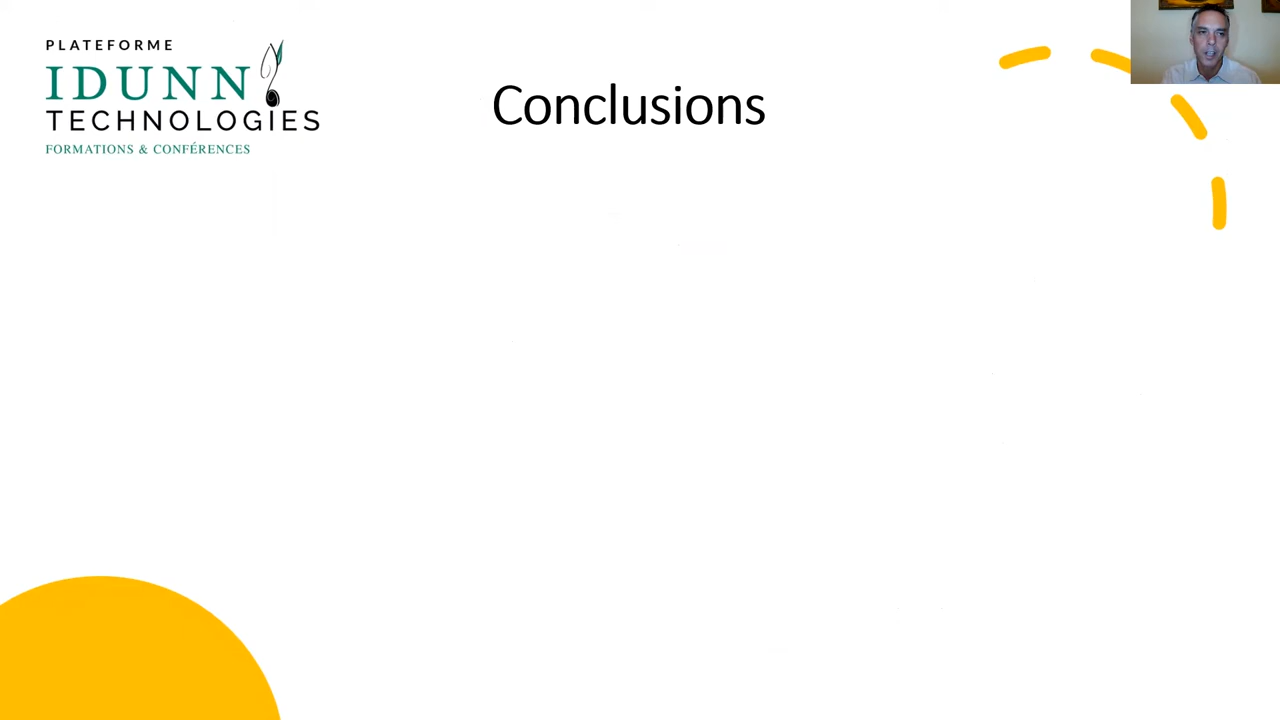 PLATEFORME
IDUNN
TECHNOLOGIES
FORMATIONS & CONFÉRENCES
Conclusions